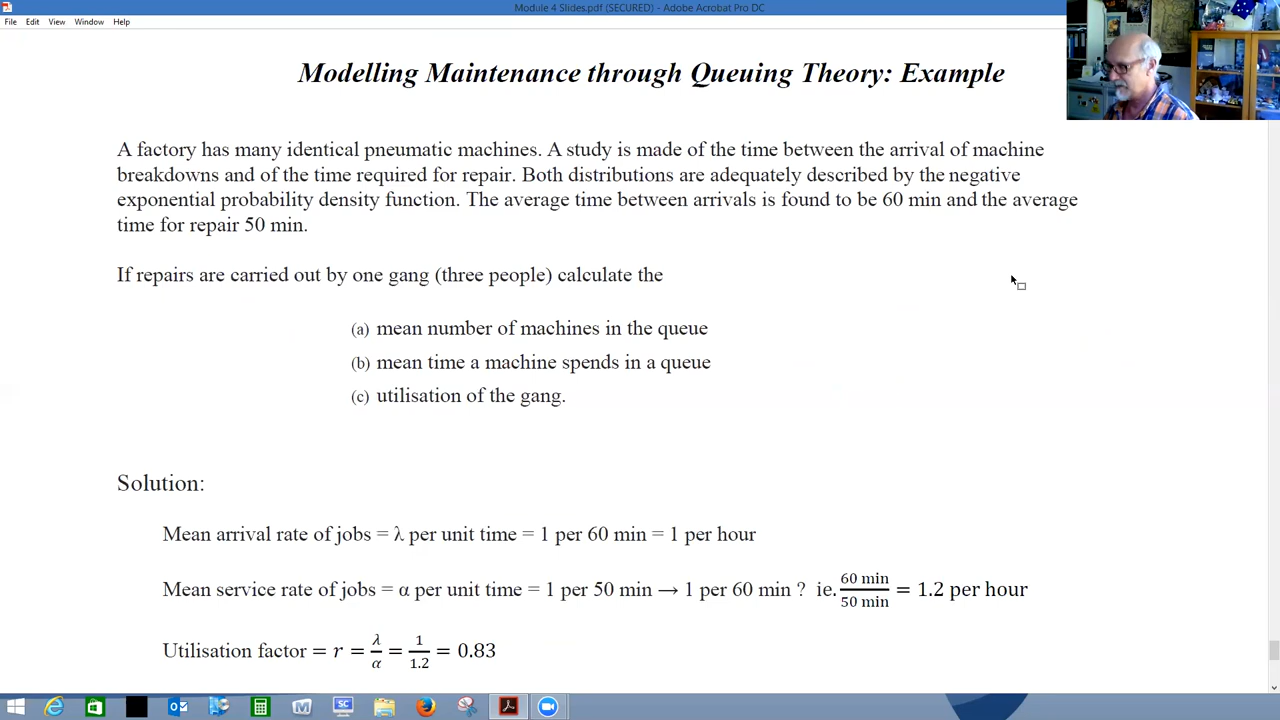 Module 4 Slides.pdf (SECURED) - Adobe Acrobat Pro DC
File Edit View Window Help
Modelling Maintenance through Queuing Theory: Example
A factory has many identical pneumatic machines. A study is made of the time between the arrival of machine
breakdowns and of the time required for repair. Both distributions are adequately described by the negative
exponential probability density function. The average time between arrivals is found to be 60 min and the average
time for repair 50 min.
If repairs are carried out by one gang (three people) calculate the
(a) mean number of machines in the queue
(b) mean time a machine spends in a queue
(c) utilisation of the gang.
Solution:
Mean arrival rate of jobs = λ per unit time = 1 per 60 min = 1 per hour
Mean service rate of jobs = α per unit time = 1 per 50 min → 1 per 60 min ? ie. 60 min / 50 min = 1.2 per hour
Utilisation factor = r = λ/α = 1/1.2 = 0.83